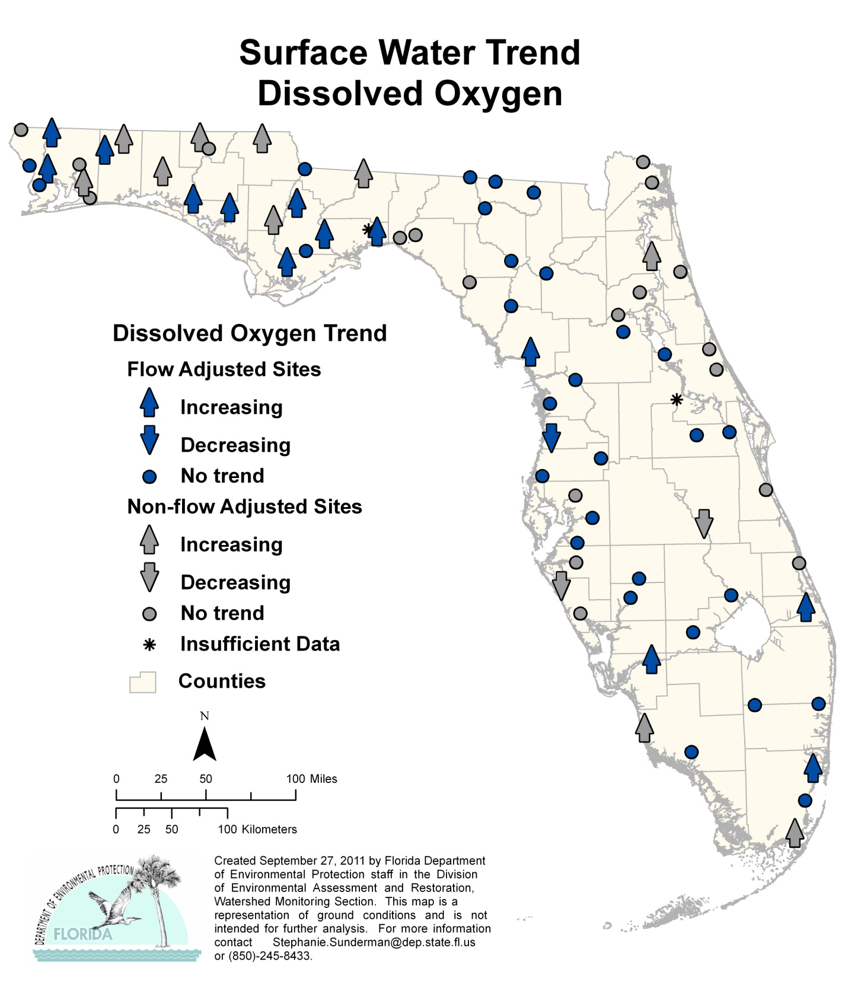 Surface Water Trend
Dissolved Oxygen
Dissolved Oxygen Trend
Flow Adjusted Sites
Increasing
Decreasing
No trend
Non-flow Adjusted Sites
Increasing
Decreasing
No trend
Insufficient Data
Counties
N
0 25 50 100 Miles
0 25 50 100 Kilometers
DEPARTMENT OF ENVIRONMENTAL PROTECTION
FLORIDA
Created September 27, 2011 by Florida Department
of Environmental Protection staff in the Division
of Environmental Assessment and Restoration,
Watershed Monitoring Section. This map is a
representation of ground conditions and is not
intended for further analysis. For more information
contact Stephanie.Sunderman@dep.state.fl.us
or (850)-245-8433.